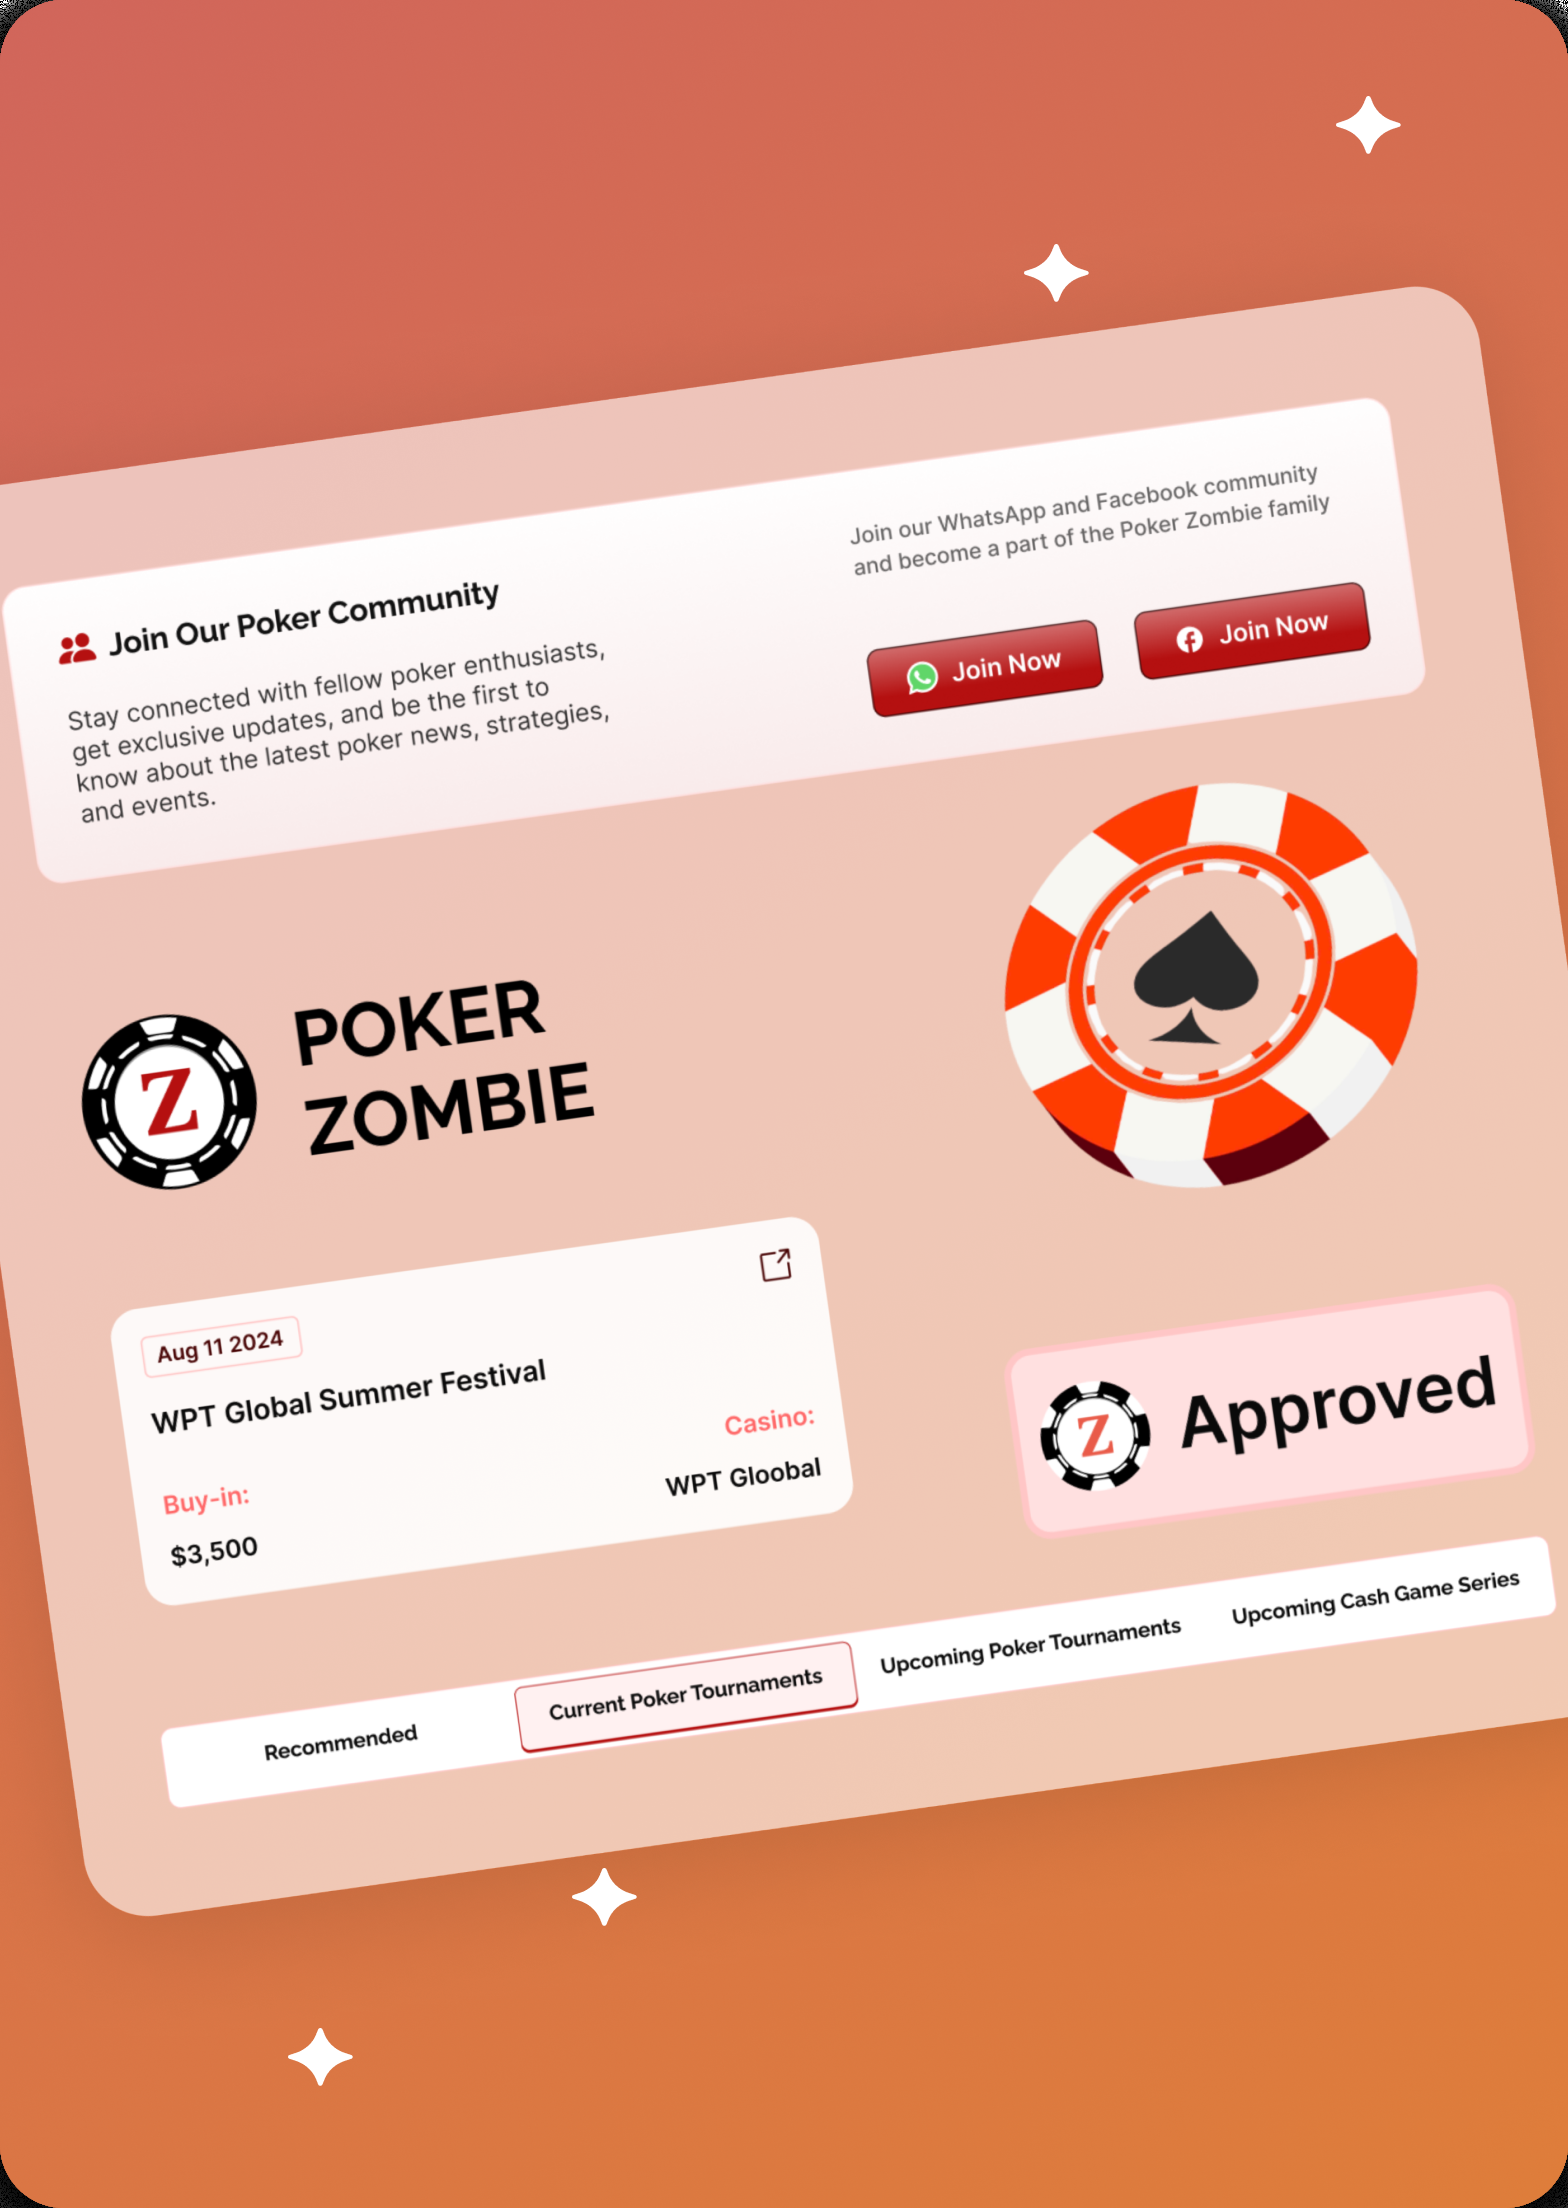 Join Our Poker Community
Stay connected with fellow poker enthusiasts,
get exclusive updates, and be the first to
know about the latest poker news, strategies,
and events.
Join our WhatsApp and Facebook community
and become a part of the Poker Zombie family
Join Now
Join Now
Z
POKER
ZOMBIE
Aug 11 2024
WPT Global Summer Festival
Buy-in:
$3,500
Casino:
WPT Gloobal
Z
Approved
Recommended
Current Poker Tournaments
Upcoming Poker Tournaments
Upcoming Cash Game Series